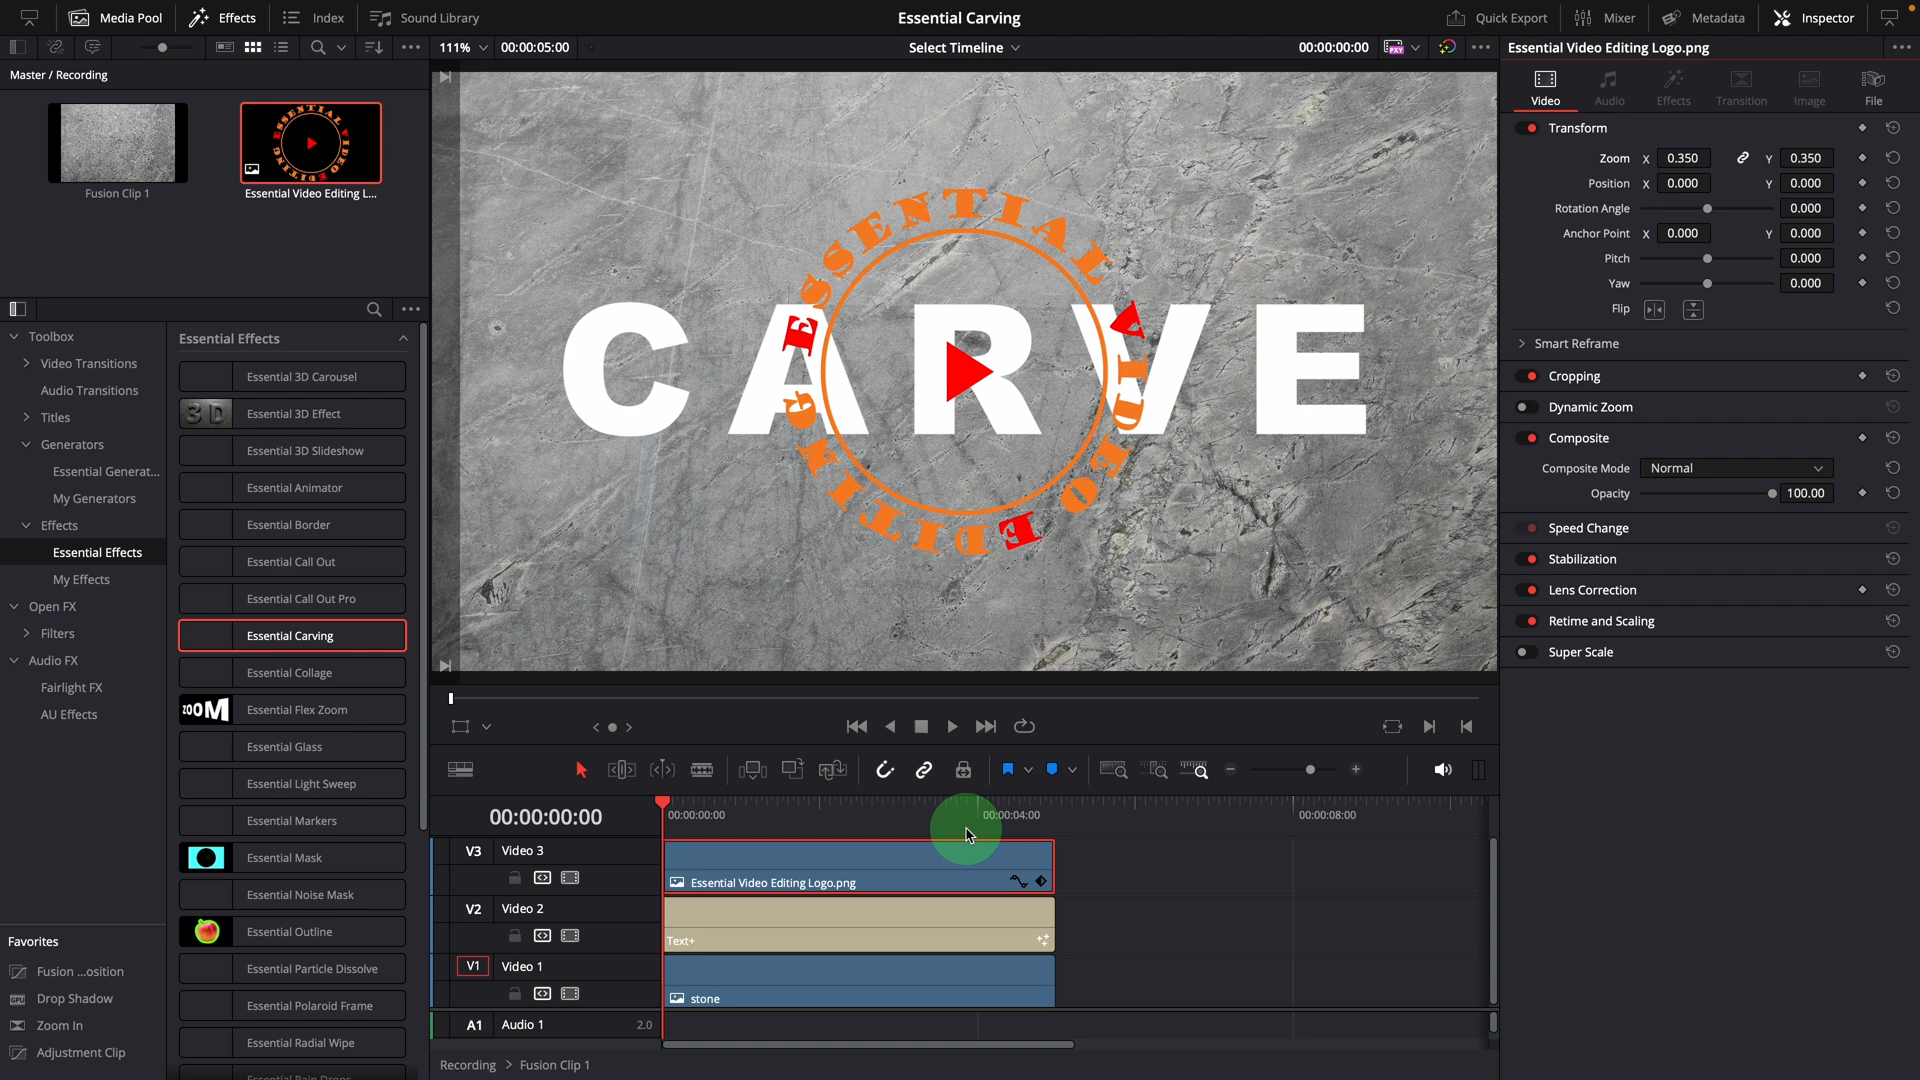 Media Pool
Effects
Index
Sound Library
Essential Carving
Quick Export
Mixer
Metadata
Inspector
111%
00:00:05:00
Select Timeline
00:00:00:00
Essential Video Editing Logo.png
Master / Recording
Fusion Clip 1
Essential Video Editing L...
Video
Audio
Effects
Transition
Image
File
Transform
Zoom X 0.350 Y 0.350
Position X 0.000 Y 0.000
Rotation Angle 0.000
Anchor Point X 0.000 Y 0.000
Pitch 0.000
Yaw 0.000
Flip
Smart Reframe
Cropping
Dynamic Zoom
Composite
Composite Mode Normal
Opacity 100.00
Speed Change
Stabilization
Lens Correction
Retime and Scaling
Super Scale
CARVE
ESSENTIAL VIDEO EDITING
Toolbox
Video Transitions
Audio Transitions
Titles
Generators
Essential Generat...
My Generators
Effects
Essential Effects
My Effects
Open FX
Filters
Audio FX
Fairlight FX
AU Effects
Favorites
Fusion ...osition
Drop Shadow
Zoom In
Adjustment Clip
Essential Effects
Essential 3D Carousel
3D Essential 3D Effect
Essential 3D Slideshow
Essential Animator
Essential Border
Essential Call Out
Essential Call Out Pro
Essential Carving
Essential Collage
ZOOM Essential Flex Zoom
Essential Glass
Essential Light Sweep
Essential Markers
Essential Mask
Essential Noise Mask
Essential Outline
Essential Particle Dissolve
Essential Polaroid Frame
Essential Radial Wipe
Essential Rain Drops
00:00:00:00
00:00:00:00
00:00:04:00
00:00:08:00
V3 Video 3
Essential Video Editing Logo.png
V2 Video 2
Text+
V1 Video 1
stone
A1 Audio 1 2.0
Recording > Fusion Clip 1